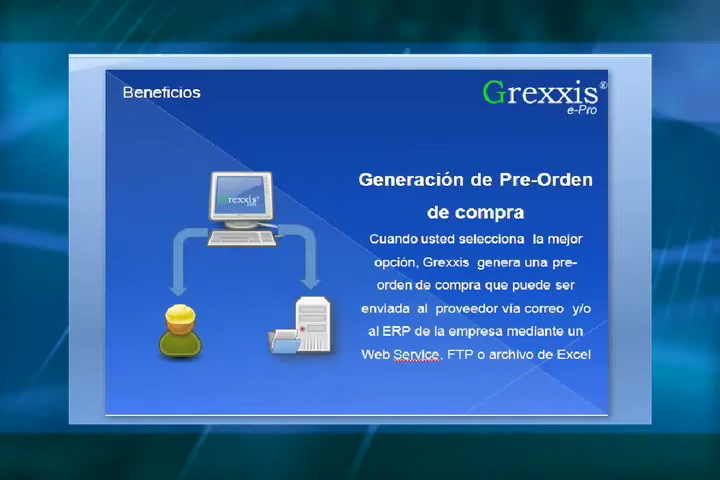 Beneficios
Grexxis®
e-Pro
Generación de Pre-Orden
de compra
Cuando usted selecciona la mejor
opción, Grexxis genera una pre-
orden de compra que puede ser
enviada al proveedor vía correo y/o
al ERP de la empresa mediante un
Web Service, FTP o archivo de Excel
Grexxis